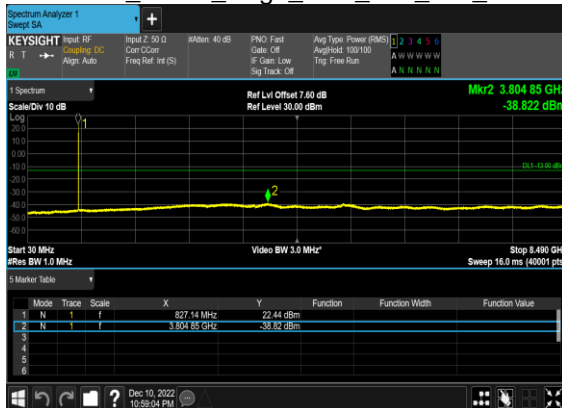 Spectrum Analyzer 1
Swept SA
+
KEYSIGHT Input: RF Input Z: 50 Ω #Atten: 40 dB PNO: Fast Avg Type: Power (RMS) 1 2 3 4 5 6
R T Coupling: DC Corr CCorr Gate: Off Avg|Hold: 100/100 A W W W W W
Align: Auto Freq Ref: Int (S) IF Gain: Low Trig: Free Run
Sig Track: Off A N N N N N
LXI
1 Spectrum Ref Lvl Offset 7.60 dB Mkr2 3.804 85 GHz
Scale/Div 10 dB Ref Level 30.00 dBm -38.822 dBm
Log
1
20.0
10.0
0.00
-10.0
DL1 -13.00 dBm
-20.0
-30.0
2
-40.0
-50.0
-60.0
Start 30 MHz Video BW 3.0 MHz* Stop 8.490 GH
#Res BW 1.0 MHz Sweep 16.0 ms (40001 pts
5 Marker Table
Mode Trace Scale X Y Function Function Width Function Value
1 N 1 f 827.14 MHz 22.44 dBm
2 N 1 f 3.804 85 GHz -38.82 dBm
3
4
5
6
? Dec 10, 2022
10:59:04 PM